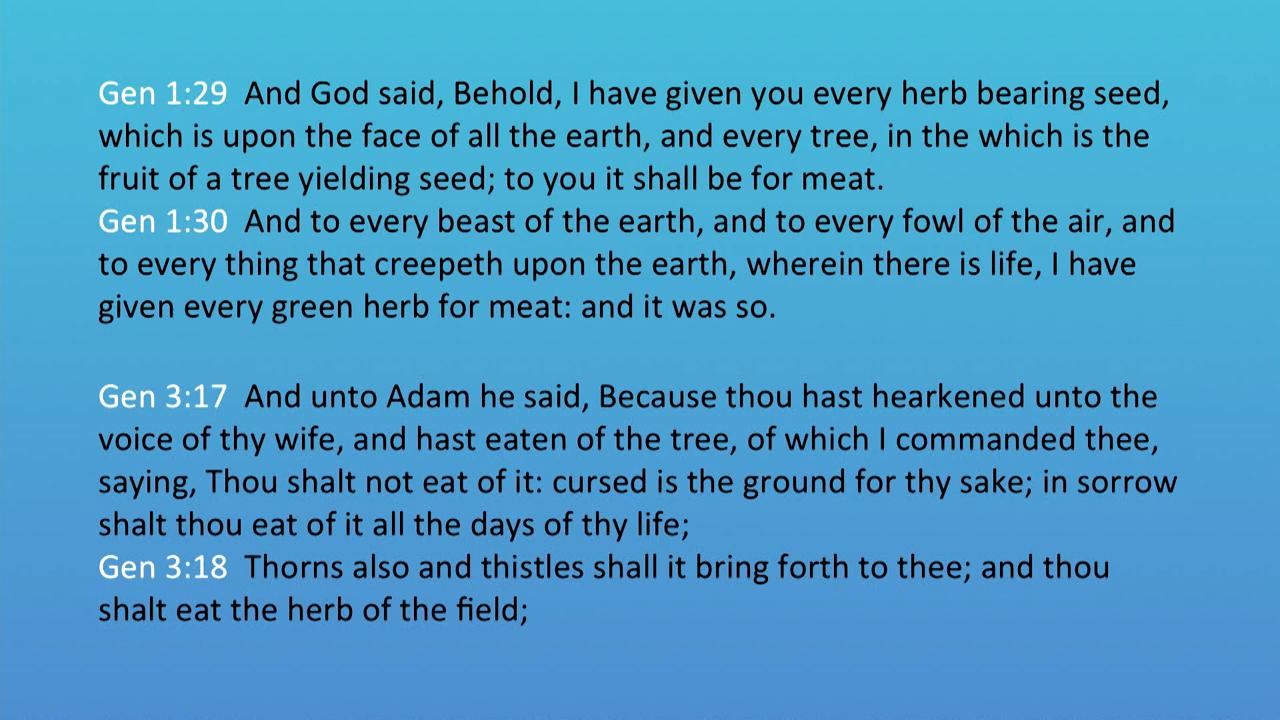 Gen 1:29 And God said, Behold, I have given you every herb bearing seed,
which is upon the face of all the earth, and every tree, in the which is the
fruit of a tree yielding seed; to you it shall be for meat.
Gen 1:30 And to every beast of the earth, and to every fowl of the air, and
to every thing that creepeth upon the earth, wherein there is life, I have
given every green herb for meat: and it was so.
Gen 3:17 And unto Adam he said, Because thou hast hearkened unto the
voice of thy wife, and hast eaten of the tree, of which I commanded thee,
saying, Thou shalt not eat of it: cursed is the ground for thy sake; in sorrow
shalt thou eat of it all the days of thy life;
Gen 3:18 Thorns also and thistles shall it bring forth to thee; and thou
shalt eat the herb of the field;